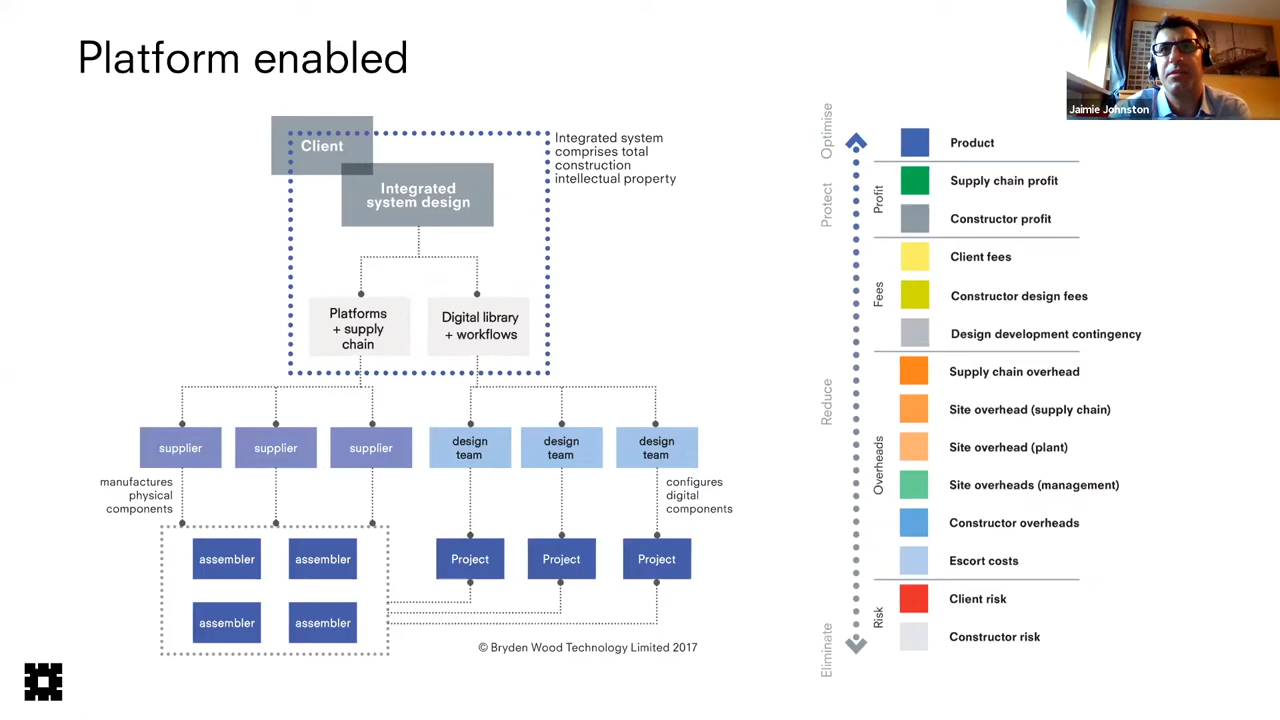 Platform enabled
Jaimie Johnston
Client
Integrated
system design
Integrated system
comprises total
construction
intellectual property
Platforms
+ supply
chain
Digital library
+ workflows
supplier
supplier
supplier
design
team
design
team
design
team
manufactures
physical
components
configures
digital
components
assembler
assembler
assembler
assembler
Project
Project
Project
© Bryden Wood Technology Limited 2017
Optimise
Protect
Reduce
Eliminate
Product
Profit
Supply chain profit
Constructor profit
Fees
Client fees
Constructor design fees
Design development contingency
Overheads
Supply chain overhead
Site overhead (supply chain)
Site overhead (plant)
Site overheads (management)
Constructor overheads
Escort costs
Risk
Client risk
Constructor risk